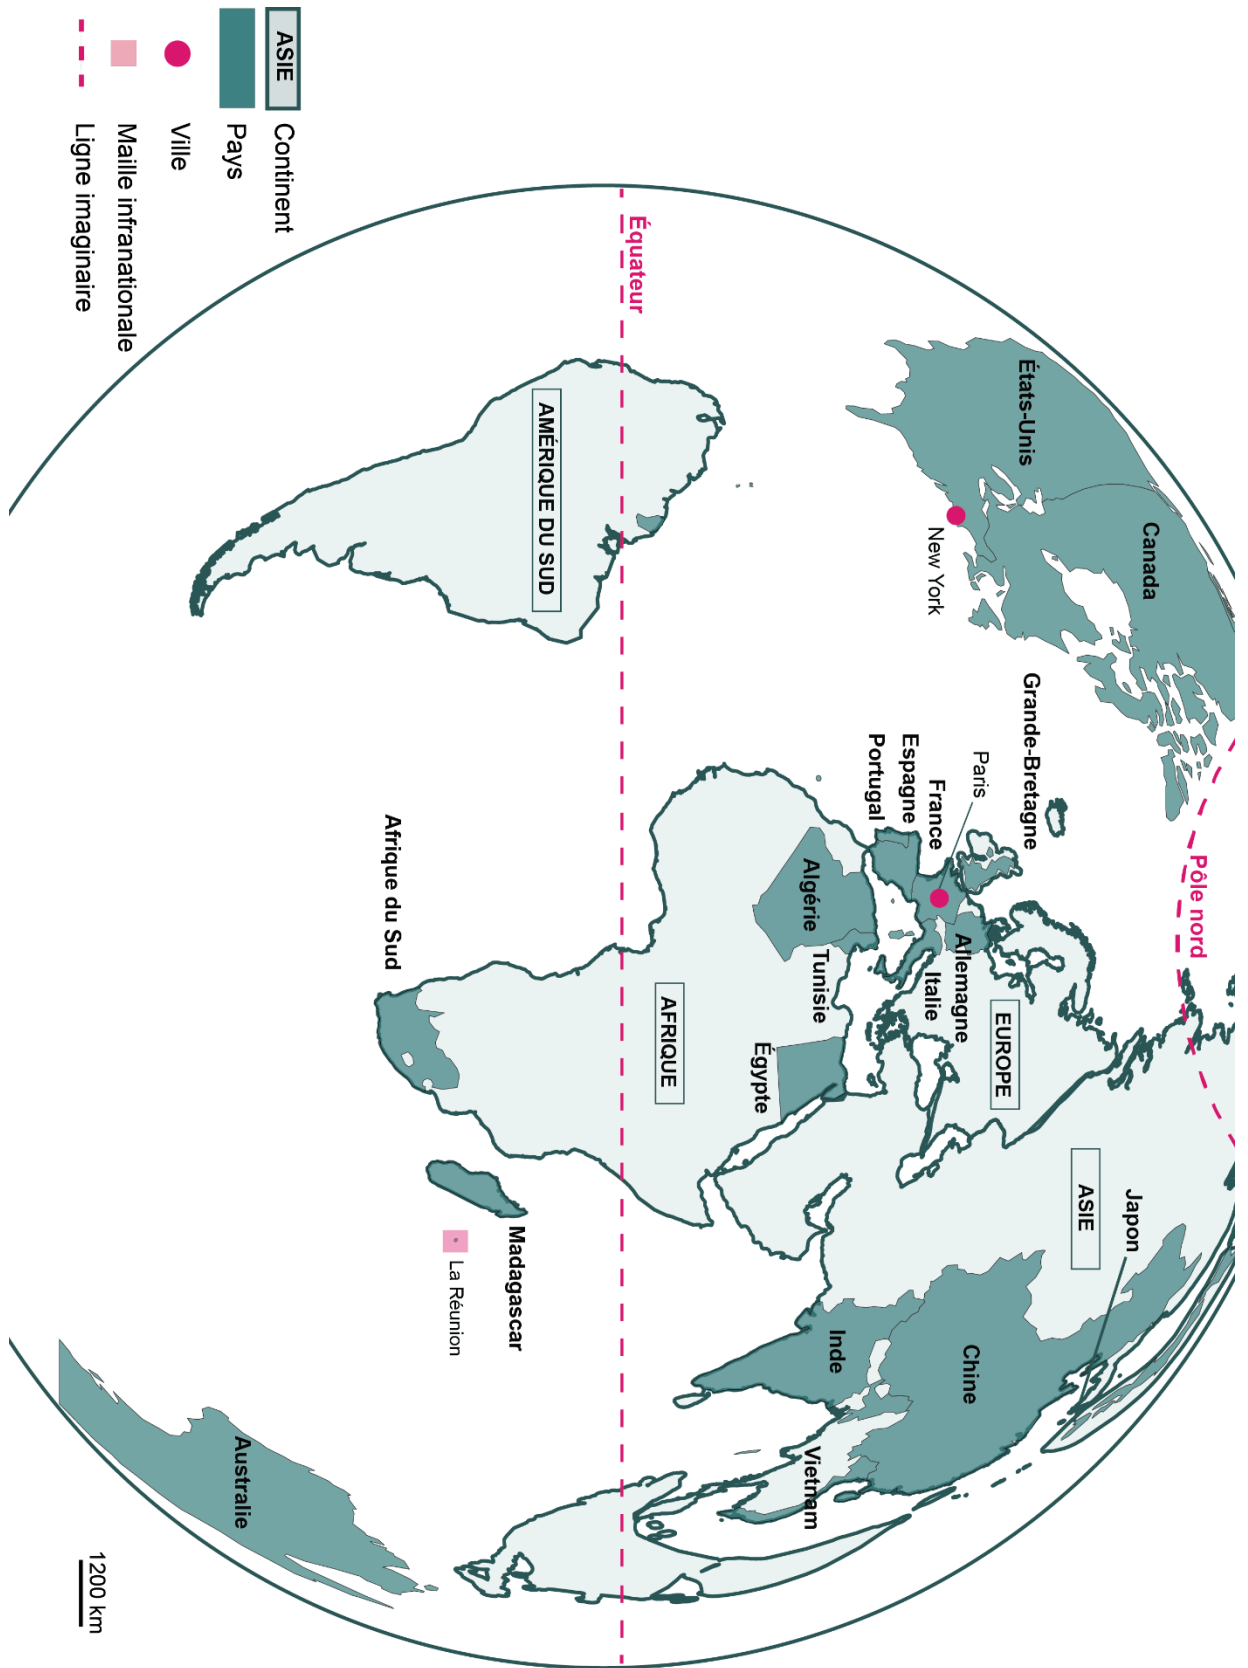 Pôle nord
Canada
États-Unis
New York
Grande-Bretagne
Paris
France
Espagne
Portugal
Allemagne
Italie
EUROPE
ASIE
Japon
Chine
Inde
Vietnam
Algérie
Tunisie
Égypte
AFRIQUE
Équateur
AMÉRIQUE DU SUD
Afrique du Sud
Madagascar
La Réunion
Australie
ASIE
Continent
Pays
Ville
Maille infranationale
Ligne imaginaire
1200 km